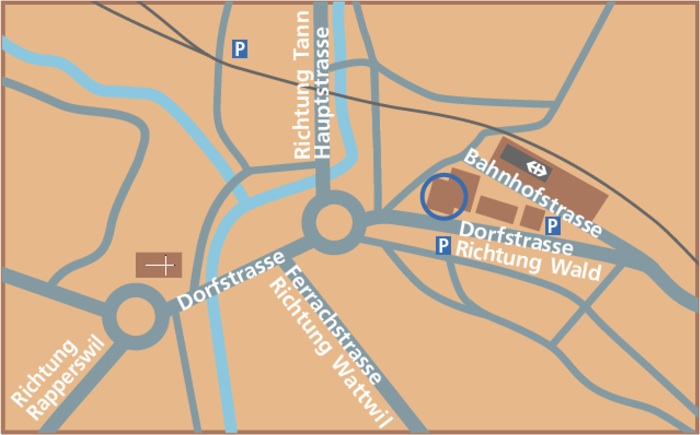 P
Richtung Tann
Hauptstrasse
Bahnhofstrasse
P
Dorfstrasse
P Richtung Wald
Dorfstrasse
Ferrachstrasse
Richtung Wattwil
Richtung
Rapperswil